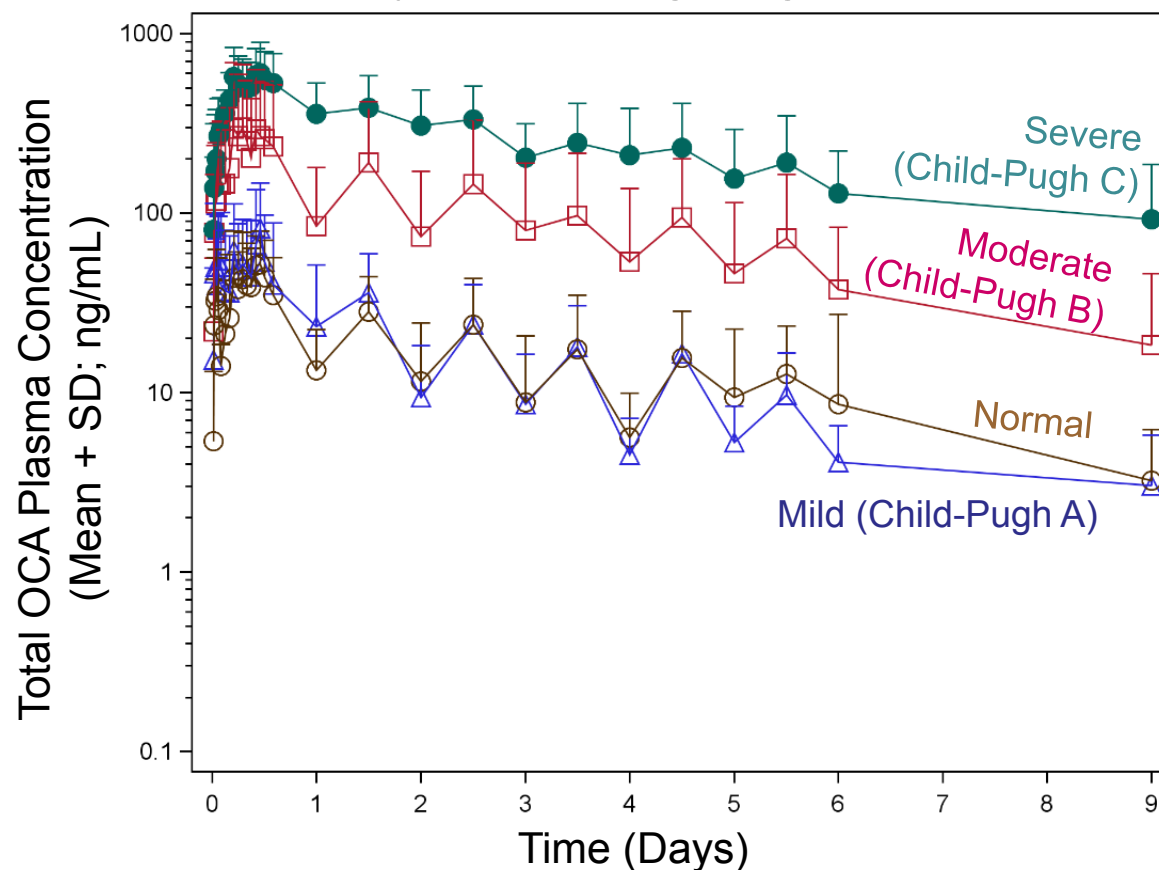 Total OCA Plasma Concentration
(Mean + SD; ng/mL)
1000
100
10
1
0.1
Severe
(Child-Pugh C)
Moderate
(Child-Pugh B)
Normal
Mild (Child-Pugh A)
0 1 2 3 4 5 6 7 8 9
Time (Days)